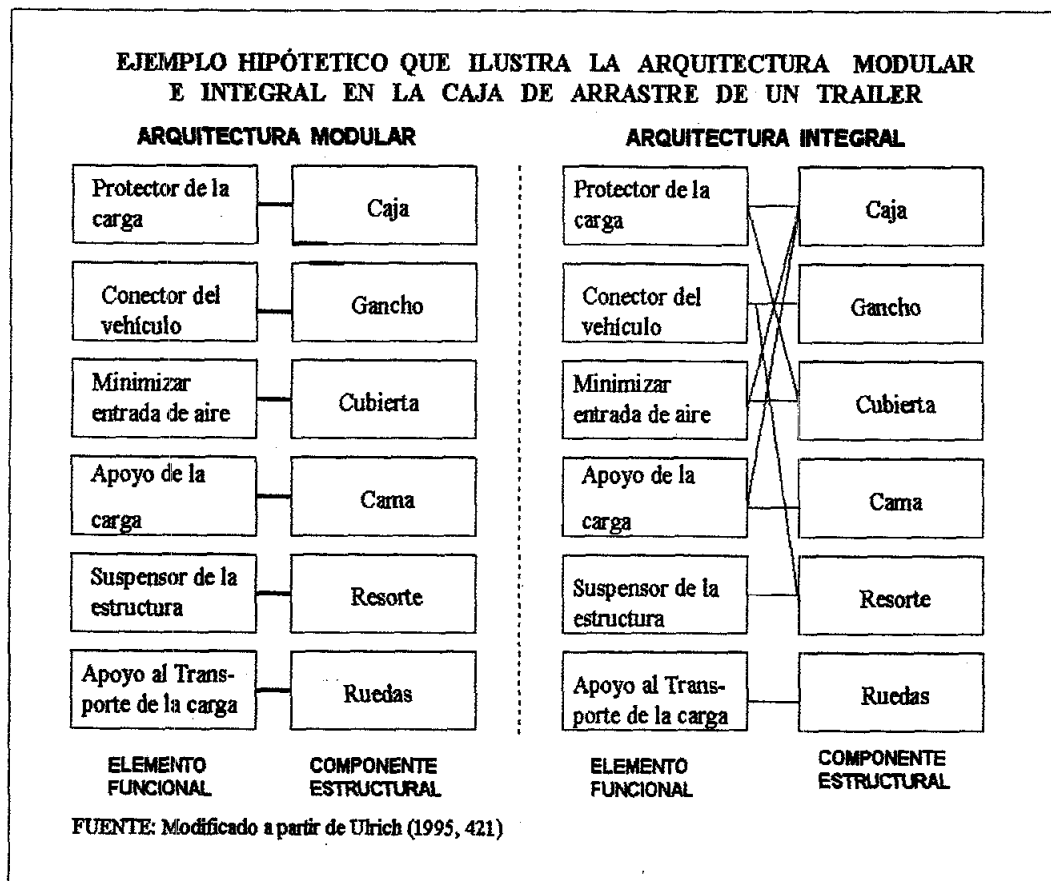 EJEMPLO HIPÓTETICO QUE ILUSTRA LA ARQUITECTURA MODULAR
E INTEGRAL EN LA CAJA DE ARRASTRE DE UN TRAILER
ARQUITECTURA MODULAR
Protector de la
carga
Caja
Conector del
vehículo
Gancho
Minimizar
entrada de aire
Cubierta
Apoyo de la
carga
Cama
Suspensor de la
estructura
Resorte
Apoyo al Trans-
porte de la carga
Ruedas
ELEMENTO
FUNCIONAL
COMPONENTE
ESTRUCTURAL
ARQUITECTURA INTEGRAL
Protector de la
carga
Caja
Conector del
vehículo
Gancho
Minimizar
entrada de aire
Cubierta
Apoyo de la
carga
Cama
Suspensor de la
estructura
Resorte
Apoyo al Trans-
porte de la carga
Ruedas
ELEMENTO
FUNCIONAL
COMPONENTE
ESTRUCTURAL
FUENTE: Modificado a partir de Ulrich (1995, 421)